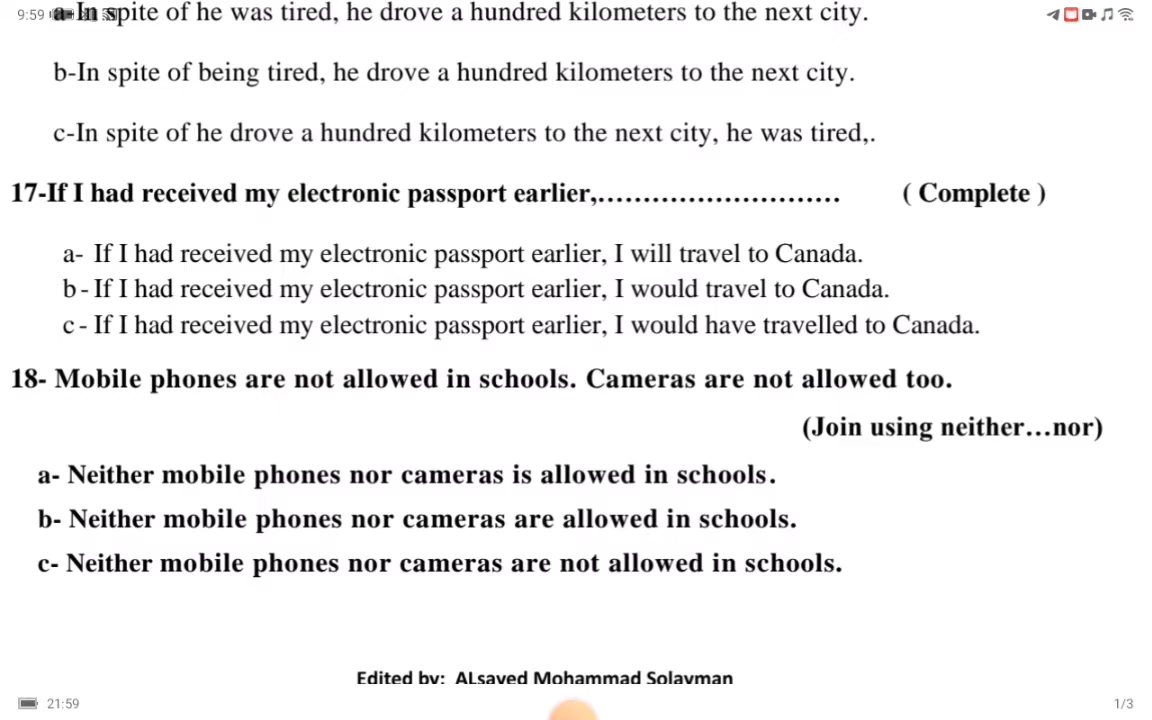 9:59
a-In spite of he was tired, he drove a hundred kilometers to the next city.
b-In spite of being tired, he drove a hundred kilometers to the next city.
c-In spite of he drove a hundred kilometers to the next city, he was tired,.
17-If I had received my electronic passport earlier,........................... ( Complete )
a- If I had received my electronic passport earlier, I will travel to Canada.
b- If I had received my electronic passport earlier, I would travel to Canada.
c- If I had received my electronic passport earlier, I would have travelled to Canada.
18- Mobile phones are not allowed in schools. Cameras are not allowed too.
(Join using neither…nor)
a- Neither mobile phones nor cameras is allowed in schools.
b- Neither mobile phones nor cameras are allowed in schools.
c- Neither mobile phones nor cameras are not allowed in schools.
Edited by: ALsayed Mohammad Solayman
21:59 1/3